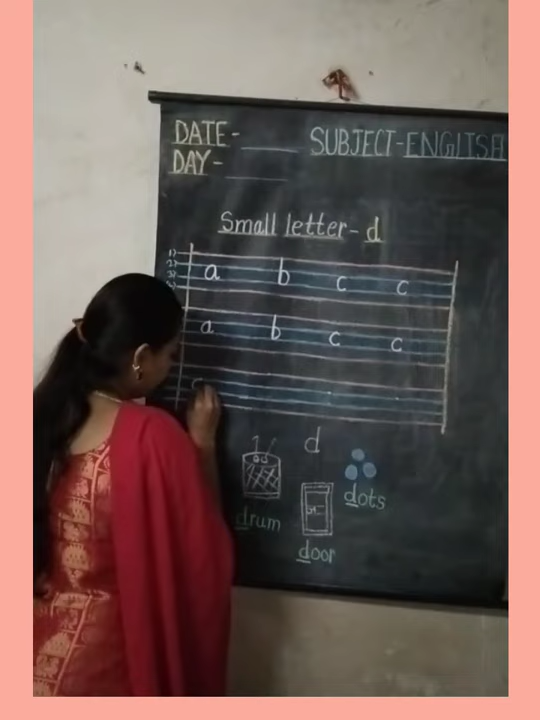 DATE-
SUBJECT-ENGLISH
DAY-
Small letter- d
1)
2)
3)
4)
a b c c
a b c c
d
drum
door
dots